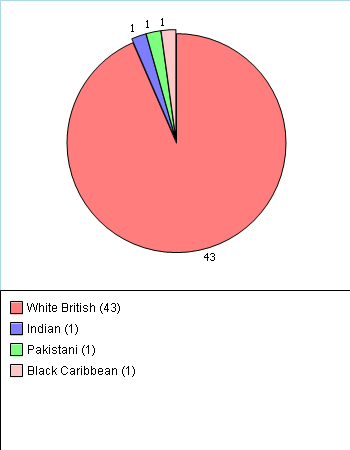 1 1 1
43
White British (43)
Indian (1)
Pakistani (1)
Black Caribbean (1)